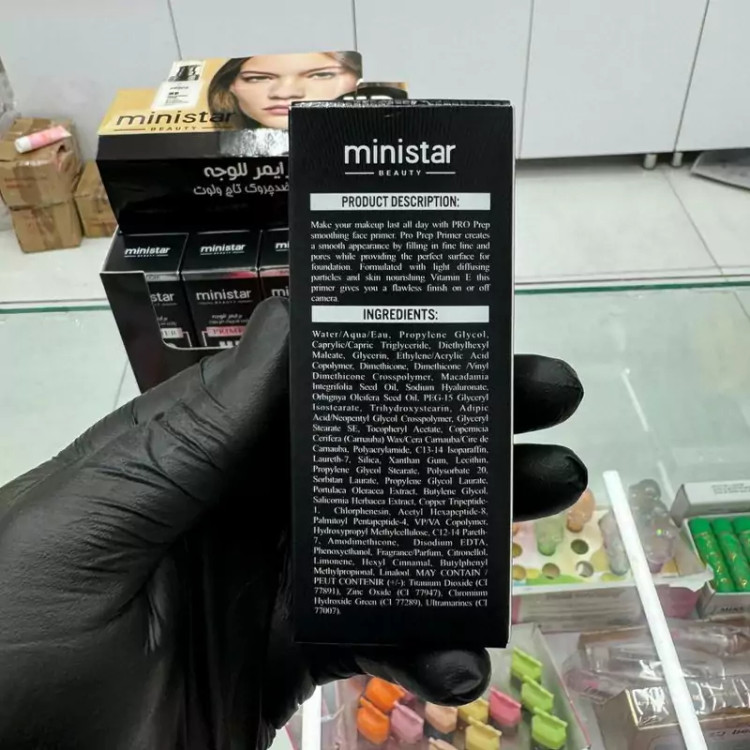 ministar
BEAUTY
برايمر للوجه
ضدچروک تاچ ولوت
ministar
ministar
ministar
BEAUTY
PRIMER
ministar
BEAUTY
PRODUCT DESCRIPTION:
Make your makeup last all day with PRO Prep
smoothing face primer. Pro Prep Primer creates
a smooth appearance by filling in fine line and
pores while providing the perfect surface for
foundation. Formulated with light diffusing
particles and skin nourishing Vitamin E this
primer gives you a flawless finish on or off
camera.
INGREDIENTS:
Water/Aqua/Eau, Propylene Glycol,
Caprylic/Capric Triglyceride, Diethylhexyl
Maleate, Glycerin, Ethylene/Acrylic Acid
Copolymer, Dimethicone, Dimethicone /Vinyl
Dimethicone Crosspolymer, Macadamia
Integrifolia Seed Oil, Sodium Hyaluronate,
Orbignya Oleifera Seed Oil, PEG-15 Glyceryl
Isostearate, Trihydroxystearin, Adipic
Acid/Neopentyl Glycol Crosspolymer, Glyceryl
Stearate SE, Tocopheryl Acetate, Copernicia
Cerifera (Carnauba) Wax/Cera Carnauba/Cire de
Carnauba, Polyacrylamide, C13-14 Isoparaffin,
Laureth-7, Silica, Xanthan Gum, Lecithin,
Propylene Glycol Stearate, Polysorbate 20,
Sorbitan Laurate, Propylene Glycol Laurate,
Portulaca Oleracea Extract, Butylene Glycol,
Salicornia Herbacea Extract, Copper Tripeptide-
1, Chlorphenesin, Acetyl Hexapeptide-8,
Palmitoyl Pentapeptide-4, VP/VA Copolymer,
Hydroxypropyl Methylcellulose, C12-14 Pareth-
7, Amodimethicone, Disodium EDTA,
Phenoxyethanol, Fragrance/Parfum, Citronellol,
Limonene, Hexyl Cinnamal, Butylphenyl
Methylpropional, Linalool. MAY CONTAIN /
PEUT CONTENIR (+/-): Titanium Dioxide (CI
77891), Zinc Oxide (CI 77947), Chromium
Hydroxide Green (CI 77289), Ultramarines (CI
77007).